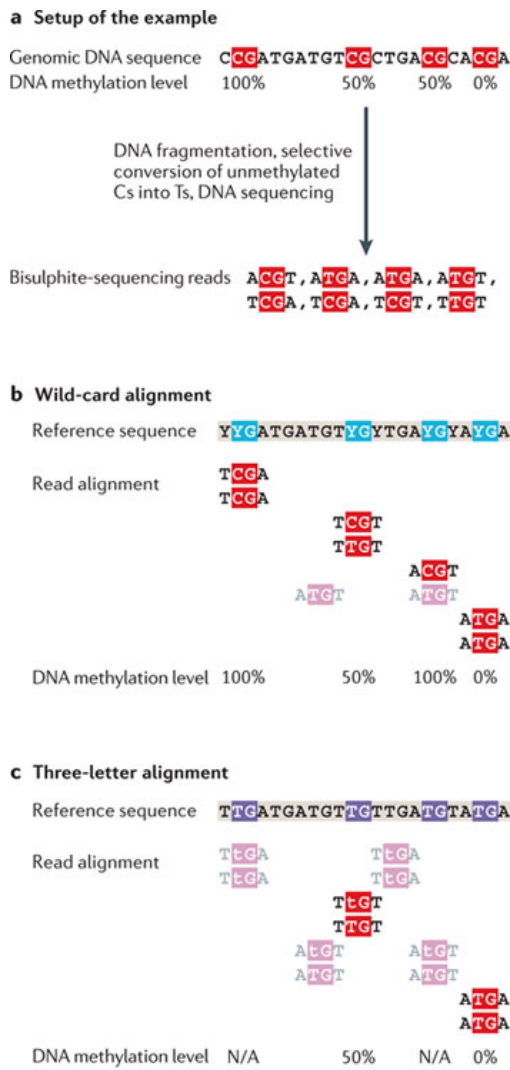 a Setup of the example
Genomic DNA sequence CCGATGATGTCGCTGACGCACGA
DNA methylation level 100% 50% 50% 0%
DNA fragmentation, selective
conversion of unmethylated
Cs into Ts, DNA sequencing
Bisulphite-sequencing reads ACGT, ATGA, ATGA, ATGT,
TCGA, TCGA, TCGT, TTGT
b Wild-card alignment
Reference sequence YYGATGATGTYGYTGAYGYAYGA
Read alignment
TCGA
TCGA
TCGT
TTGT
ACGT
ATGT ATGT
ATGA
ATGA
DNA methylation level 100% 50% 100% 0%
c Three-letter alignment
Reference sequence TTGATGATGTTGTTGATGTATGA
Read alignment
TtGA TtGA
TtGA TtGA
TtGT
TTGT
AtGT AtGT
ATGT ATGT
ATGA
ATGA
DNA methylation level N/A 50% N/A 0%